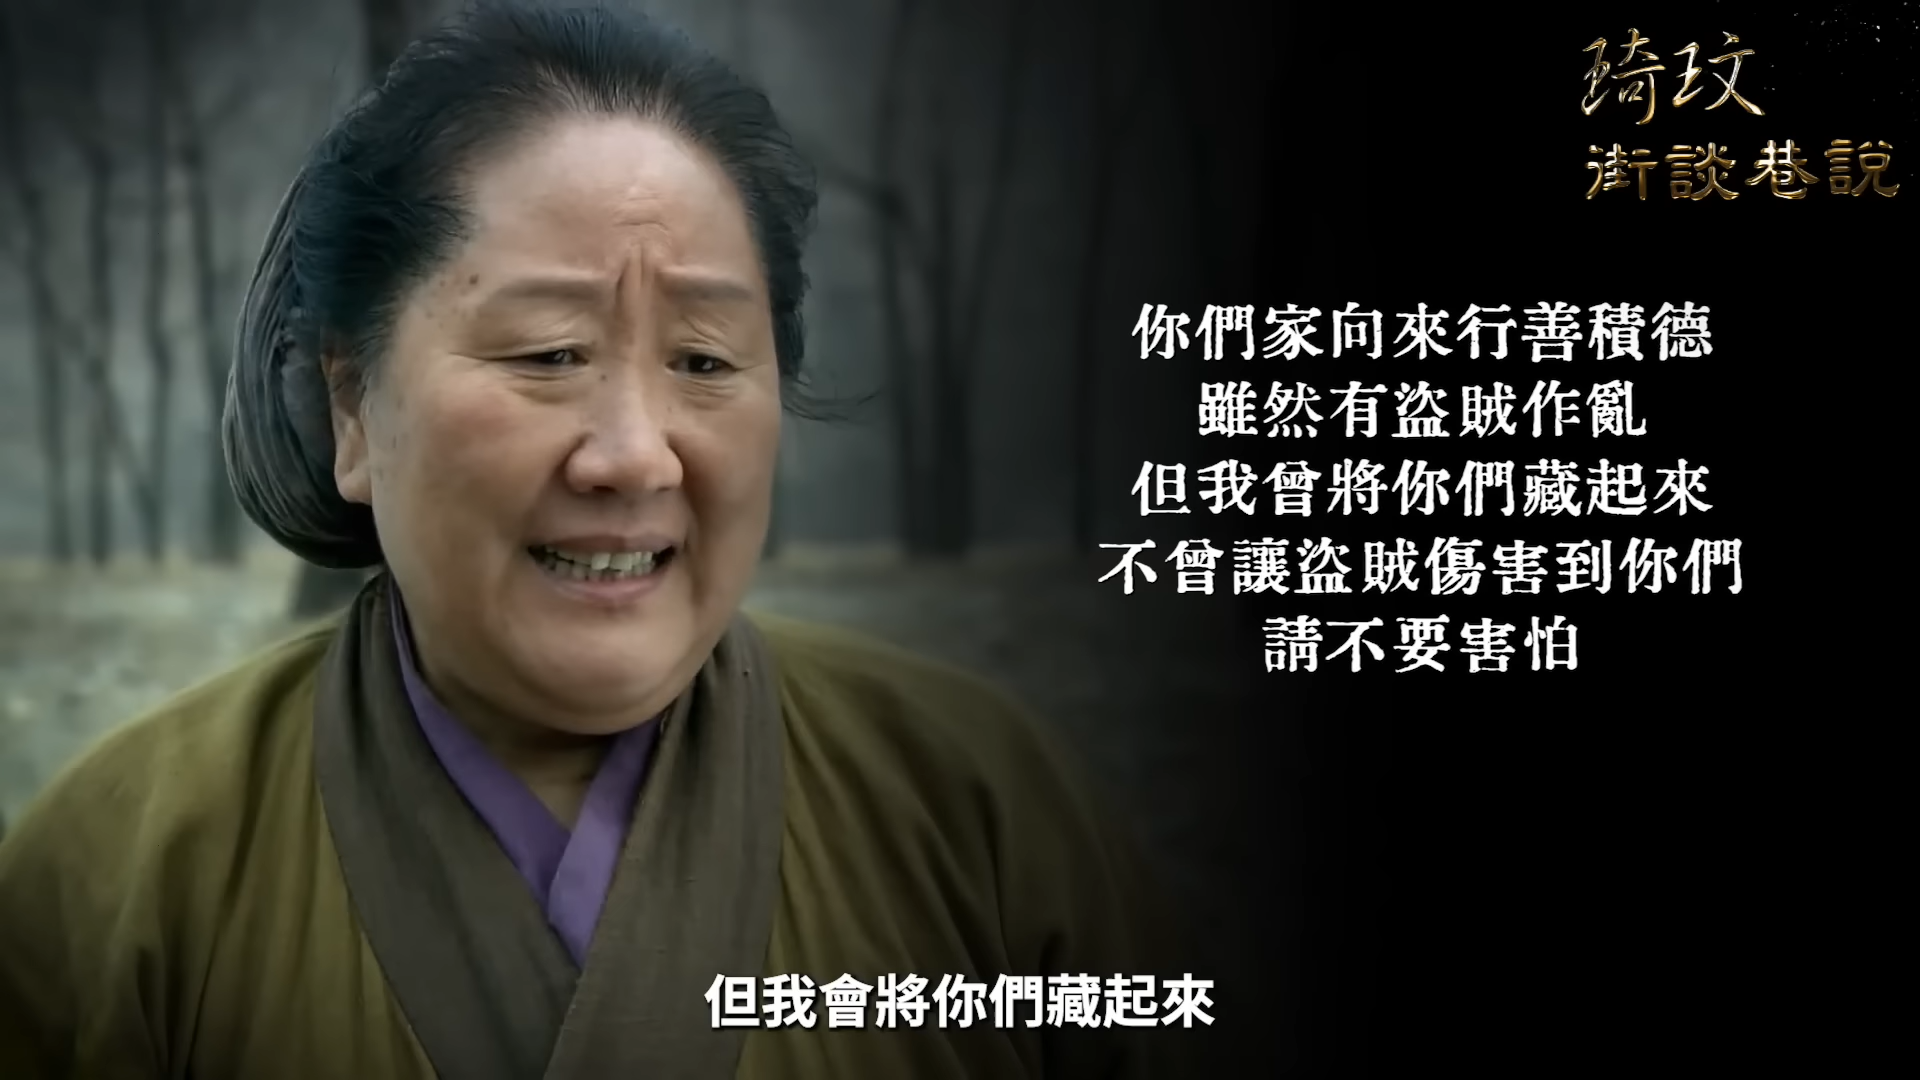 琦玟
街談巷說
你們家向來行善積德
雖然有盜賊作亂
但我會將你們藏起來
不曾讓盜賊傷害到你們
請不要害怕
但我會將你們藏起來